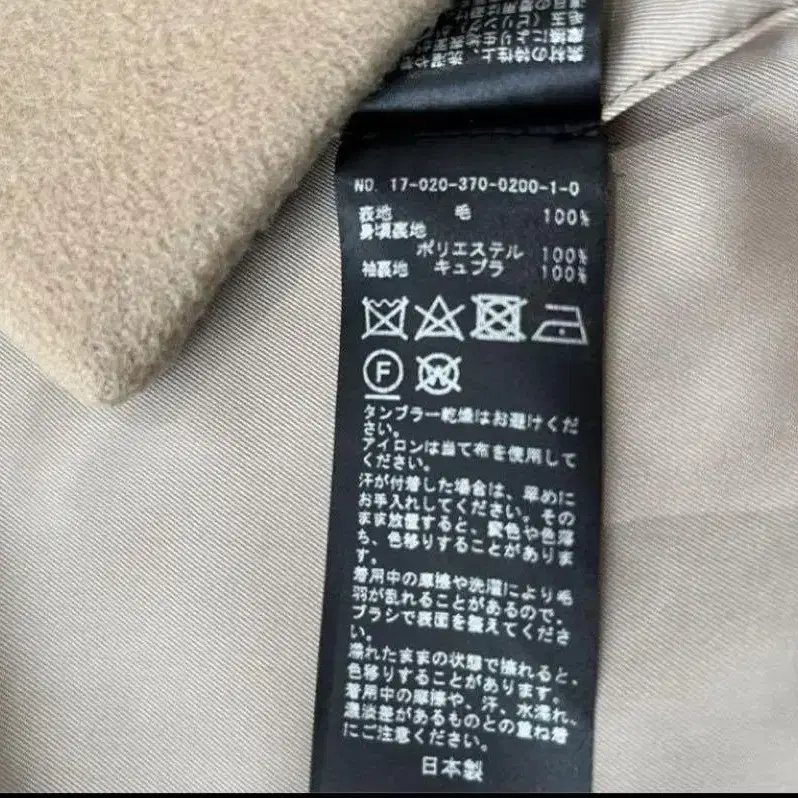 NO. 17-020-370-0200-1-0
表地 毛 100%
身頃裏地
ポリエステル 100%
袖裏地 キュプラ 100%
F
W
タンブラー乾燥はお避けくだ
さい。
アイロンは当て布を使用して
ください。
汗が付着した場合は、早めに
お手入れしてください。その
まま放置すると、変色や色落
ち、色移りすることがありま
す。
着用中の摩擦や洗濯により毛
羽が乱れることがあるので、
ブラシで表面を整えてくださ
い。
濡れたままの状態で擦れると、
色移りすることがあります。
着用中の摩擦や、汗、水濡れ、
濃淡差があるものとの重ね着
にご注意ください。
日本製